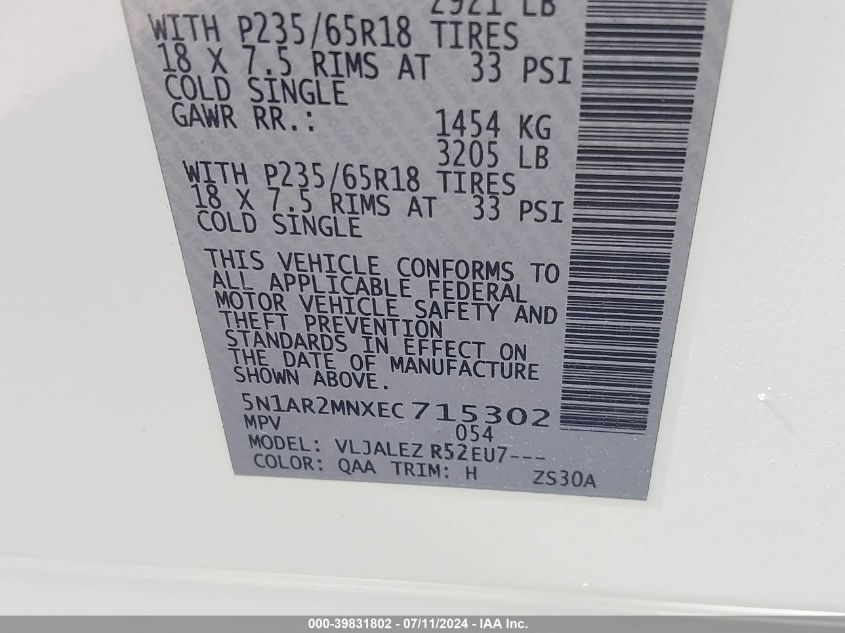 2921 LB
WITH P235/65R18 TIRES
18 X 7.5 RIMS AT 33 PSI
COLD SINGLE
GAWR RR.: 1454 KG
3205 LB
WITH P235/65R18 TIRES
18 X 7.5 RIMS AT 33 PSI
COLD SINGLE
THIS VEHICLE CONFORMS TO
ALL APPLICABLE FEDERAL
MOTOR VEHICLE SAFETY AND
THEFT PREVENTION
STANDARDS IN EFFECT ON
THE DATE OF MANUFACTURE
SHOWN ABOVE.
5N1AR2MNXEC715302
MPV 054
MODEL: VLJALEZ R52EU7---
COLOR: QAA TRIM: H ZS30A
000-39831802 - 07/11/2024 - IAA Inc.